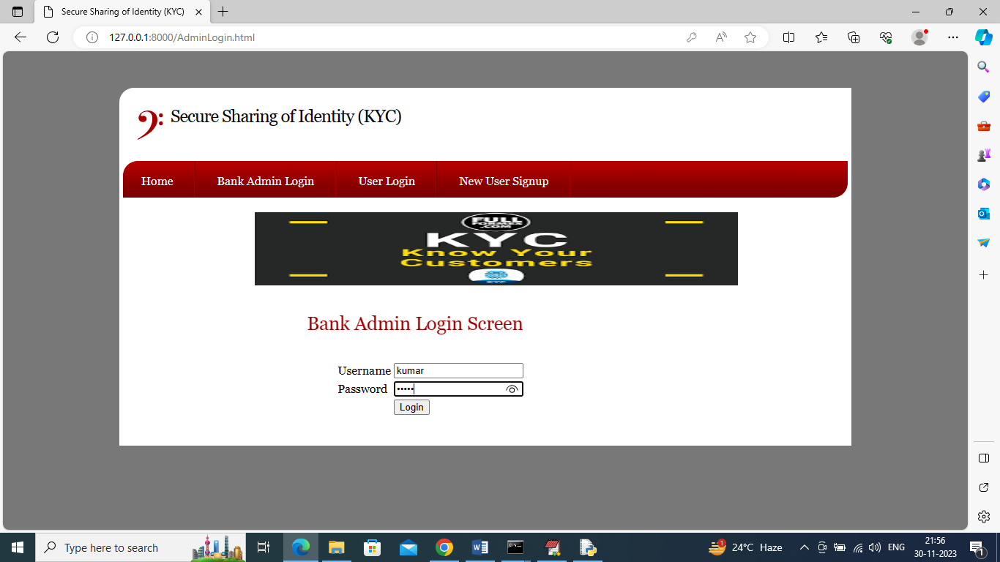 Secure Sharing of Identity (KYC)
127.0.0.1:8000/AdminLogin.html
Secure Sharing of Identity (KYC)
Home Bank Admin Login User Login New User Signup
FULL
FORMES
.COM
KYC
Know Your
Customers
KYC
Bank Admin Login Screen
Username kumar
Password •••••
Login
Type here to search
24°C Haze
ENG
21:56
30-11-2023
1
1